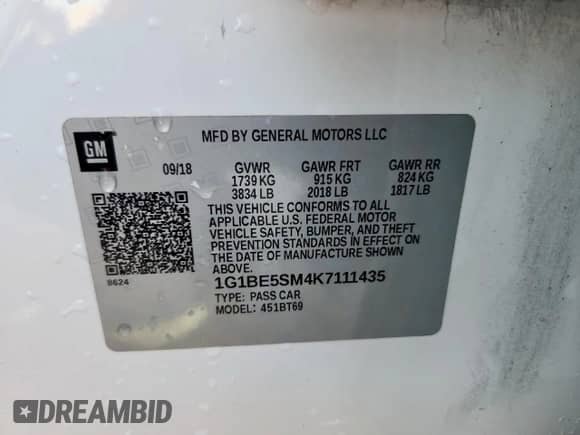 GM
MFD BY GENERAL MOTORS LLC
09/18 GVWR GAWR FRT GAWR RR
1739 KG 915 KG 824 KG
3834 LB 2018 LB 1817 LB
THIS VEHICLE CONFORMS TO ALL
APPLICABLE U.S. FEDERAL MOTOR
VEHICLE SAFETY, BUMPER, AND THEFT
PREVENTION STANDARDS IN EFFECT ON
THE DATE OF MANUFACTURE SHOWN
ABOVE.
8624
1G1BE5SM4K7111435
TYPE: PASS CAR
MODEL: 451BT69
DREAMBID